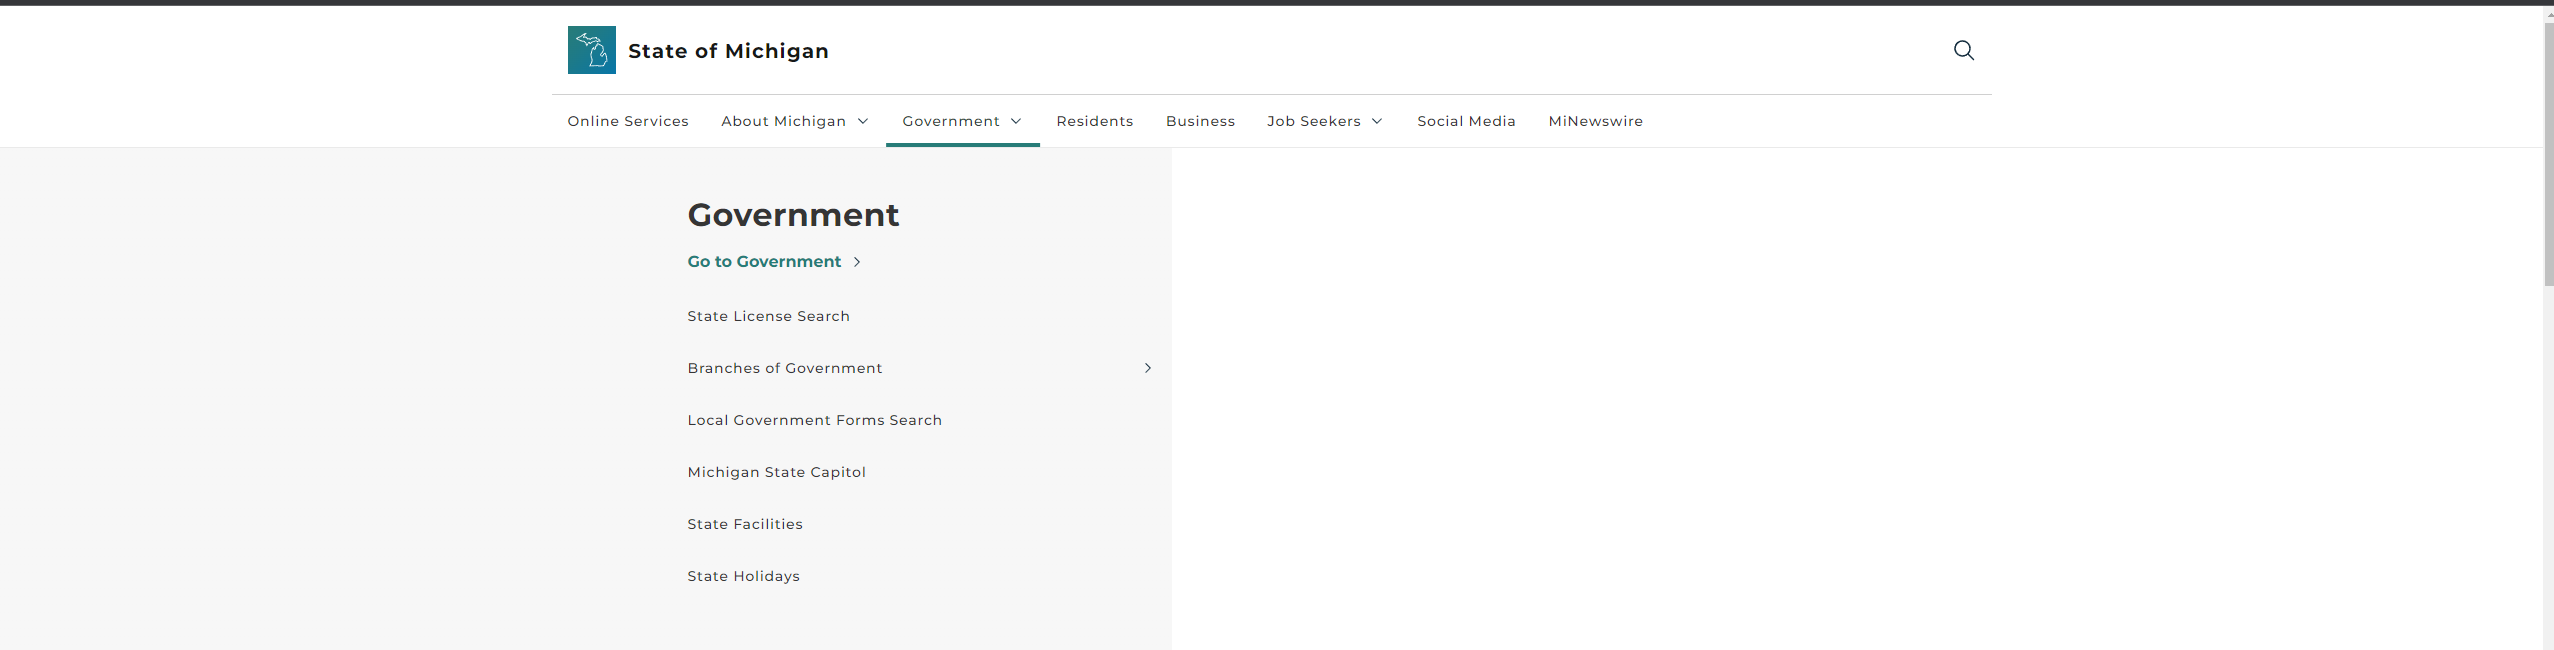 State of Michigan
Online Services About Michigan Government Residents Business Job Seekers Social Media MiNewswire
Government
Go to Government
State License Search
Branches of Government
Local Government Forms Search
Michigan State Capitol
State Facilities
State Holidays